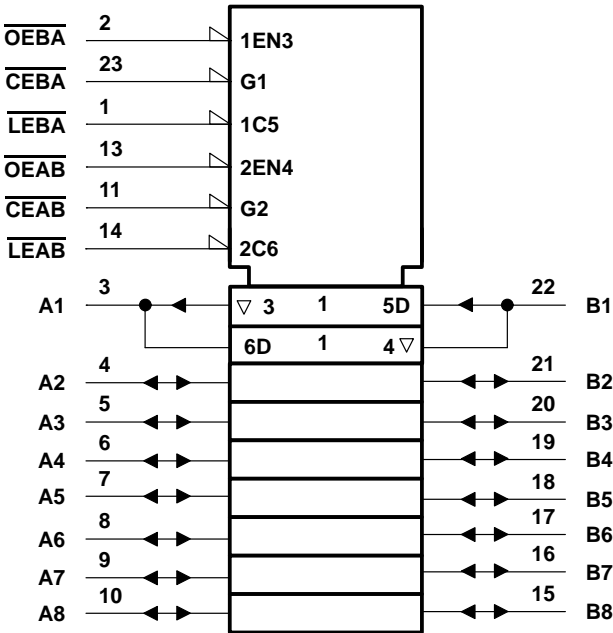 OEBA 2 1EN3
CEBA 23 G1
LEBA 1 1C5
OEAB 13 2EN4
CEAB 11 G2
LEAB 14 2C6
A1 3 ▽ 3 1 5D 22 B1
6D 1 4 ▽
A2 4 21 B2
A3 5 20 B3
A4 6 19 B4
A5 7 18 B5
A6 8 17 B6
A7 9 16 B7
A8 10 15 B8